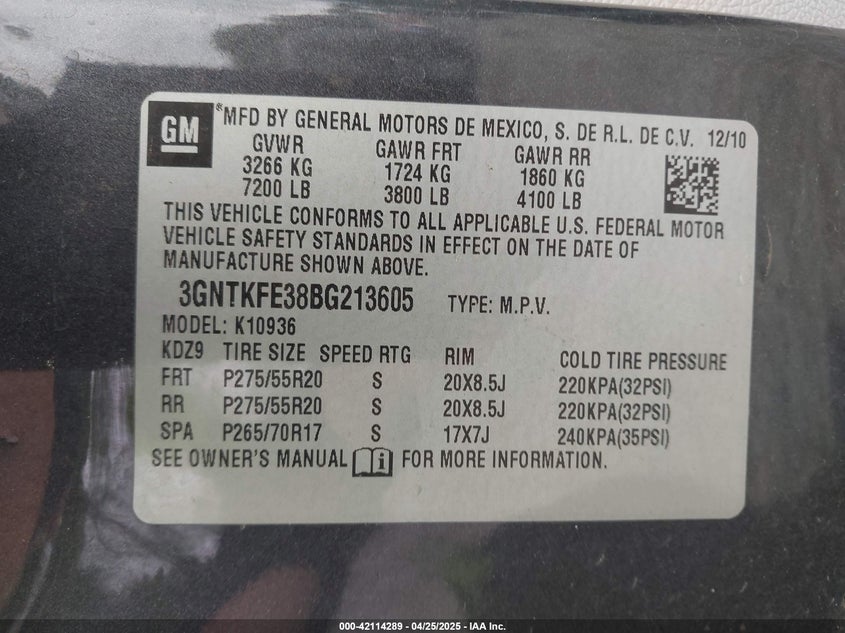 GM
®MFD BY GENERAL MOTORS DE MEXICO, S. DE R.L. DE C.V. 12/10
GVWR GAWR FRT GAWR RR
3266 KG 1724 KG 1860 KG
7200 LB 3800 LB 4100 LB
THIS VEHICLE CONFORMS TO ALL APPLICABLE U.S. FEDERAL MOTOR
VEHICLE SAFETY STANDARDS IN EFFECT ON THE DATE OF
MANUFACTURE SHOWN ABOVE.
3GNTKFE38BG213605 TYPE: M.P.V.
MODEL: K10936
KDZ9 TIRE SIZE SPEED RTG RIM COLD TIRE PRESSURE
FRT P275/55R20 S 20X8.5J 220KPA(32PSI)
RR P275/55R20 S 20X8.5J 220KPA(32PSI)
SPA P265/70R17 S 17X7J 240KPA(35PSI)
SEE OWNER'S MANUAL i FOR MORE INFORMATION.
000-42114289 - 04/25/2025 - IAA Inc.